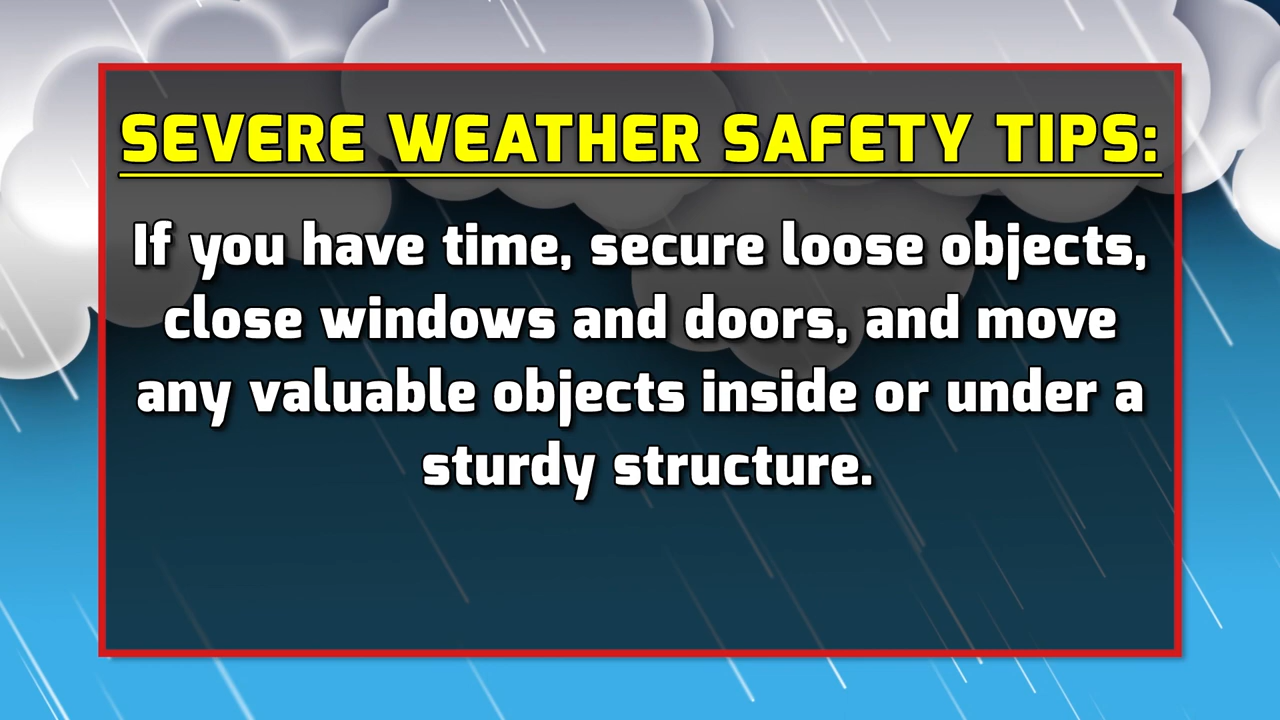 SEVERE WEATHER SAFETY TIPS:
If you have time, secure loose objects,
close windows and doors, and move
any valuable objects inside or under a
sturdy structure.